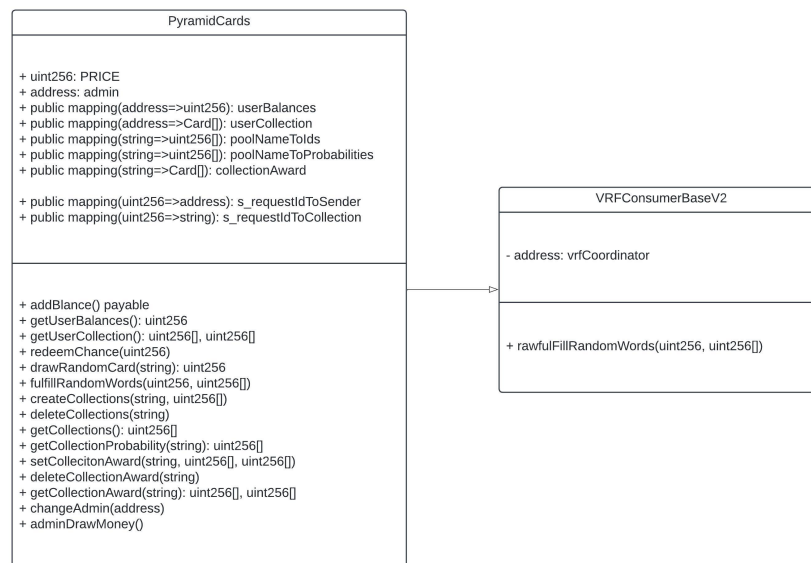 PyramidCards
+ uint256: PRICE
+ address: admin
+ public mapping(address=>uint256): userBalances
+ public mapping(address=>Card[]): userCollection
+ public mapping(string=>uint256[]): poolNameToIds
+ public mapping(string=>uint256[]): poolNameToProbabilities
+ public mapping(string=>Card[]): collectionAward
+ public mapping(uint256=>address): s_requestIdToSender
+ public mapping(uint256=>string): s_requestIdToCollection
+ addBlance() payable
+ getUserBalances(): uint256
+ getUserCollection(): uint256[], uint256[]
+ redeemChance(uint256)
+ drawRandomCard(string): uint256
+ fulfillRandomWords(uint256, uint256[])
+ createCollections(string, uint256[])
+ deleteCollections(string)
+ getCollections(): uint256[]
+ getCollectionProbability(string): uint256[]
+ setCollecitonAward(string, uint256[], uint256[])
+ deleteCollectionAward(string)
+ getCollectionAward(string): uint256[], uint256[]
+ changeAdmin(address)
+ adminDrawMoney()
VRFConsumerBaseV2
- address: vrfCoordinator
+ rawfulFillRandomWords(uint256, uint256[])